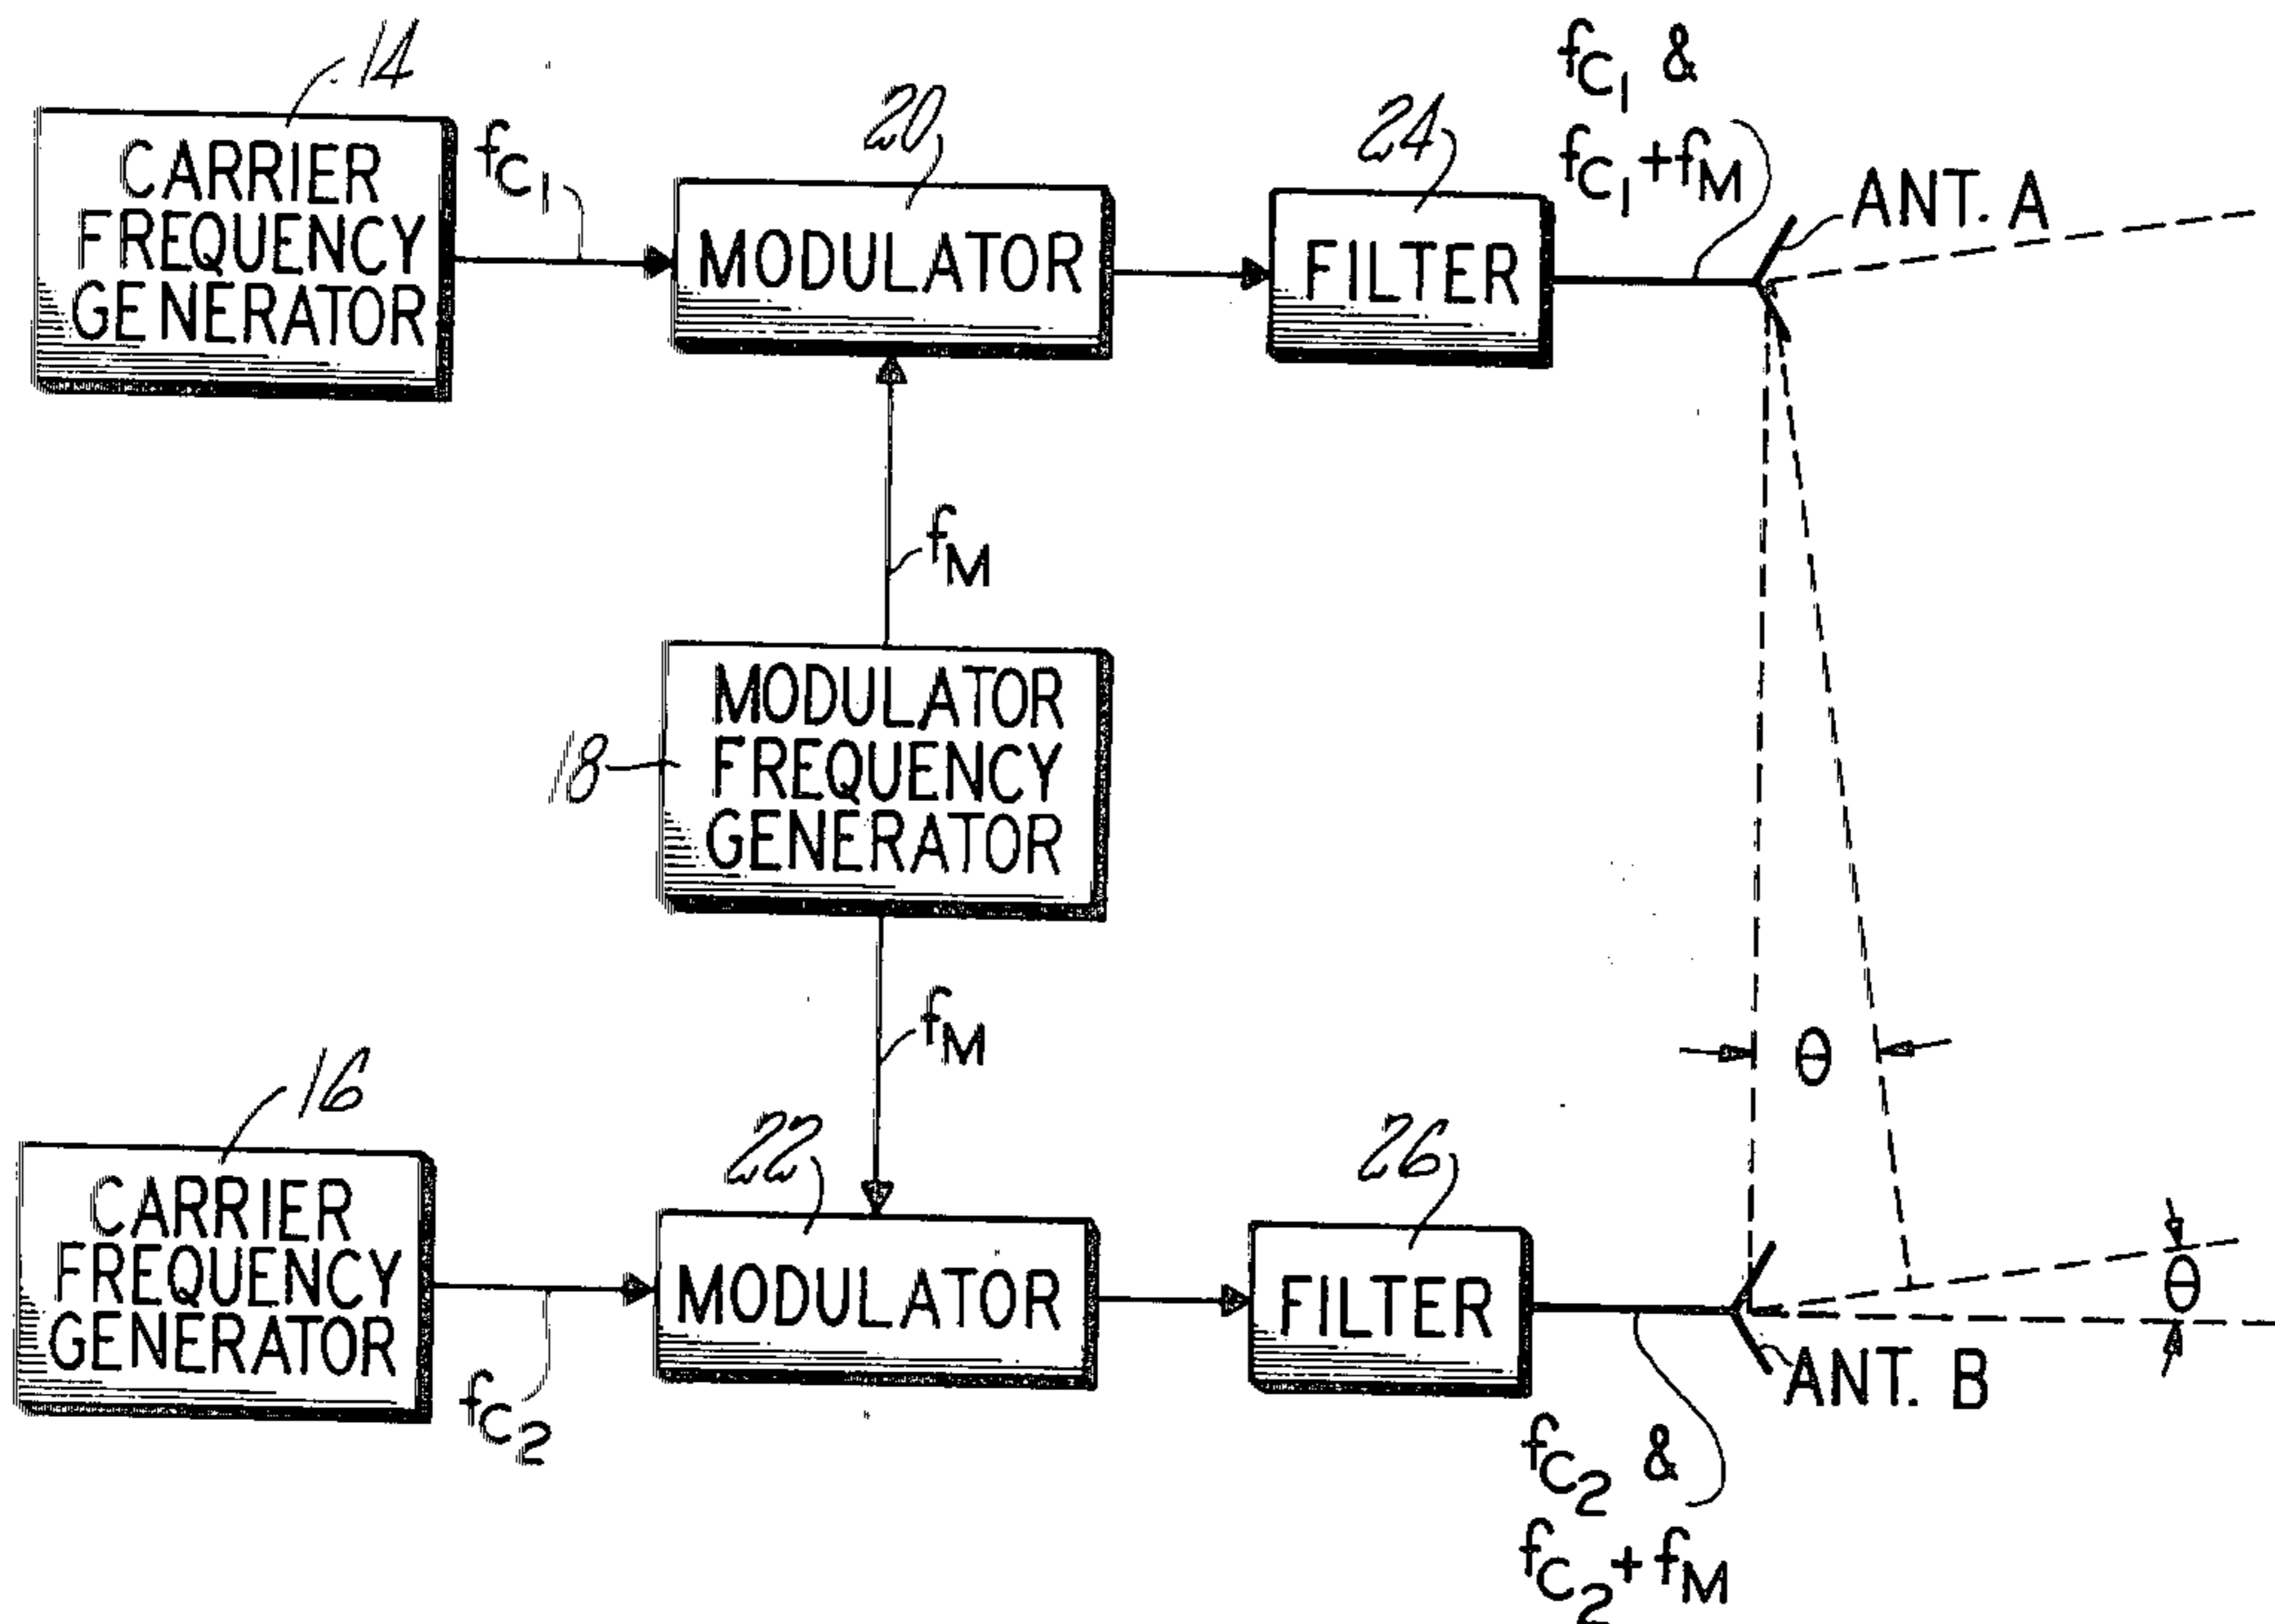 14
CARRIER
FREQUENCY
GENERATOR
fC1
20
MODULATOR
24
FILTER
fC1 &
fC1+fM
ANT. A
fM
18
MODULATOR
FREQUENCY
GENERATOR
fM
θ
16
CARRIER
FREQUENCY
GENERATOR
fC2
22
MODULATOR
26
FILTER
θ
ANT. B
fC2 &
fC2+fM